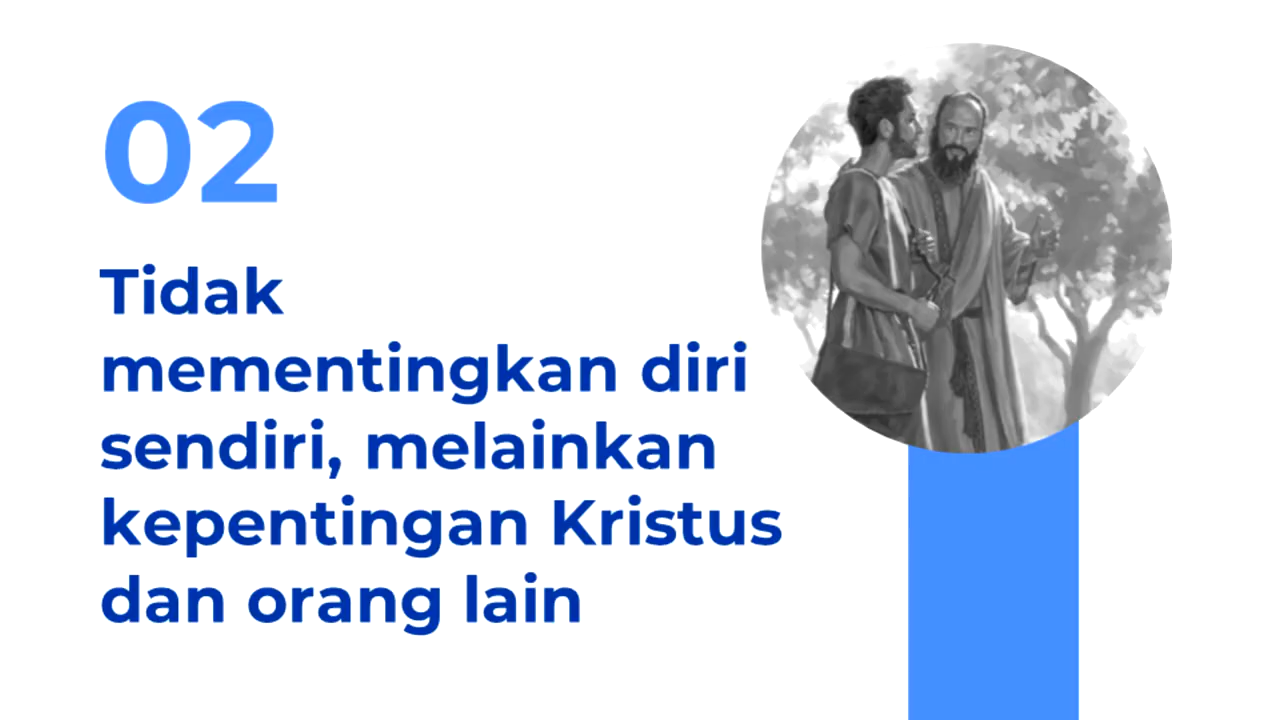 02
Tidak
mementingkan diri
sendiri, melainkan
kepentingan Kristus
dan orang lain